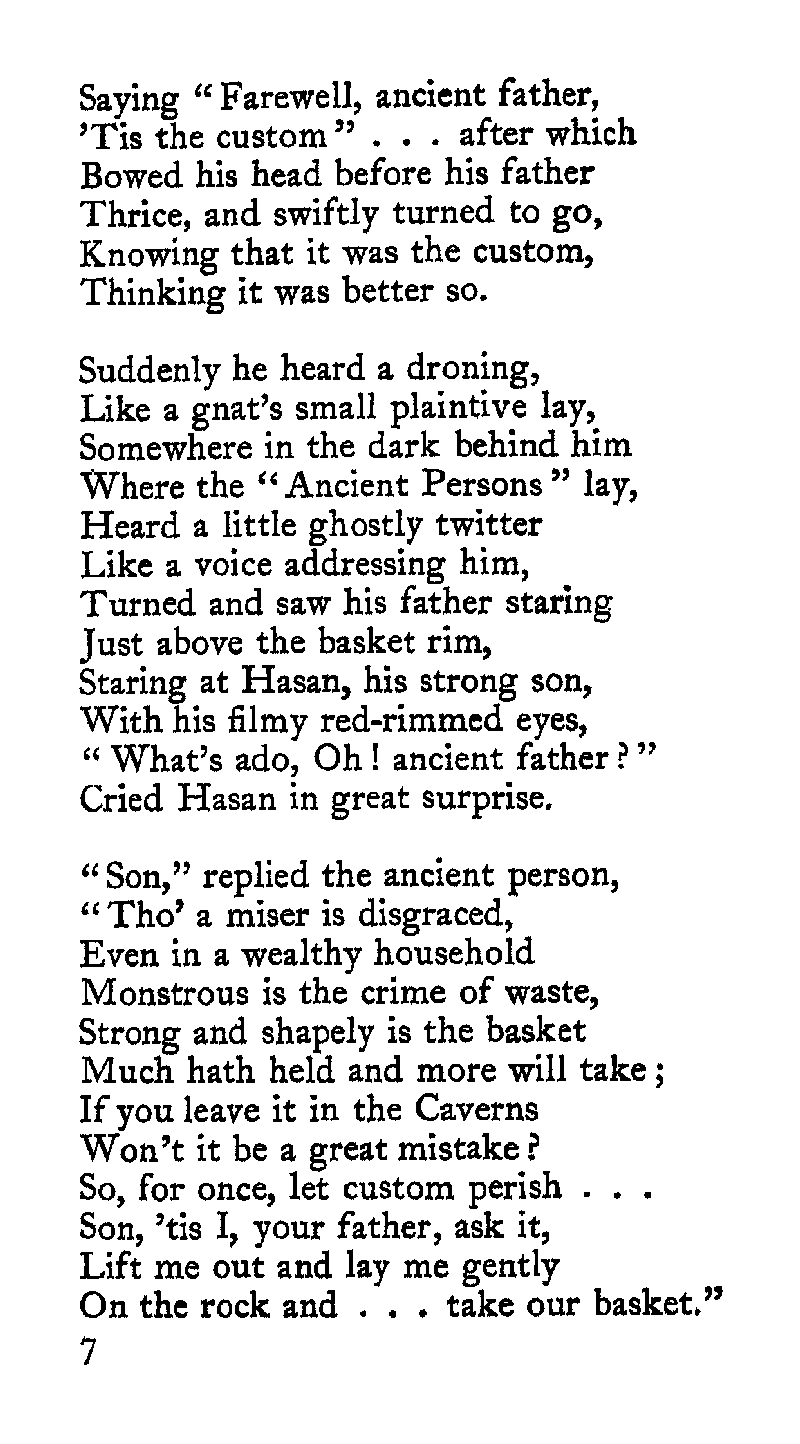 Saying “ Farewell, ancient father,
’Tis the custom ” . . . after which
Bowed his head before his father
Thrice, and swiftly turned to go,
Knowing that it was the custom,
Thinking it was better so.
Suddenly he heard a droning,
Like a gnat’s small plaintive lay,
Somewhere in the dark behind him
Where the “ Ancient Persons ” lay,
Heard a little ghostly twitter
Like a voice addressing him,
Turned and saw his father staring
Just above the basket rim,
Staring at Hasan, his strong son,
With his filmy red-rimmed eyes,
“ What’s ado, Oh ! ancient father ? ”
Cried Hasan in great surprise.
“ Son,” replied the ancient person,
“ Tho’ a miser is disgraced,
Even in a wealthy household
Monstrous is the crime of waste,
Strong and shapely is the basket
Much hath held and more will take ;
If you leave it in the Caverns
Won’t it be a great mistake ?
So, for once, let custom perish . . .
Son, ’tis I, your father, ask it,
Lift me out and lay me gently
On the rock and . . . take our basket.”
7